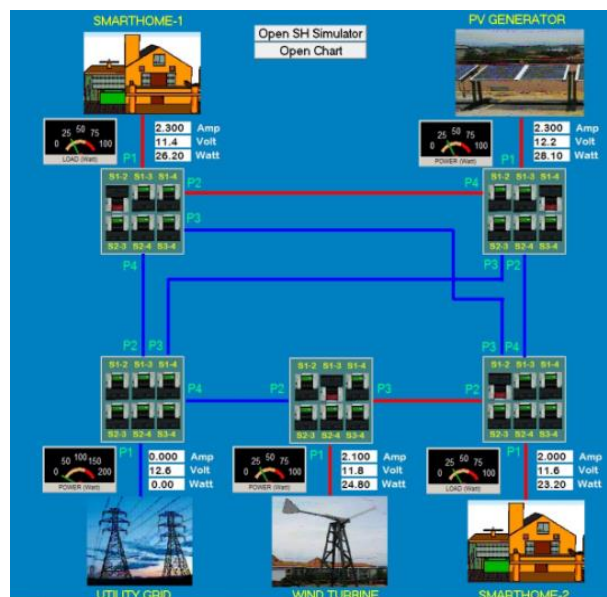 SMARTHOME-1
PV GENERATOR
Open SH Simulator
Open Chart
0 25 50 75 100
LOAD (Watt)
2.300 Amp
11.4 Volt
26.20 Watt
0 25 50 75 100
POWER (Watt)
2.300 Amp
12.2 Volt
28.10 Watt
P1
P1
S1-2 S1-3 S1-4
S2-3 S2-4 S3-4
P2
P3
P4
S1-2 S1-3 S1-4
S2-3 S2-4 S3-4
P4
P3 P2
P2 P3
P3 P4
S1-2 S1-3 S1-4
S2-3 S2-4 S3-4
P4
P2
S1-2 S1-3 S1-4
S2-3 S2-4 S3-4
P3
P2
S1-2 S1-3 S1-4
S2-3 S2-4 S3-4
P1
P1
P1
0 50 100 150 200
POWER (Watt)
0.000 Amp
12.6 Volt
0.00 Watt
0 25 50 75 100
POWER (Watt)
2.100 Amp
11.8 Volt
24.80 Watt
0 25 50 75 100
LOAD (Watt)
2.000 Amp
11.6 Volt
23.20 Watt
UTILITY GRID
WIND TURBINE
SMARTHOME-2